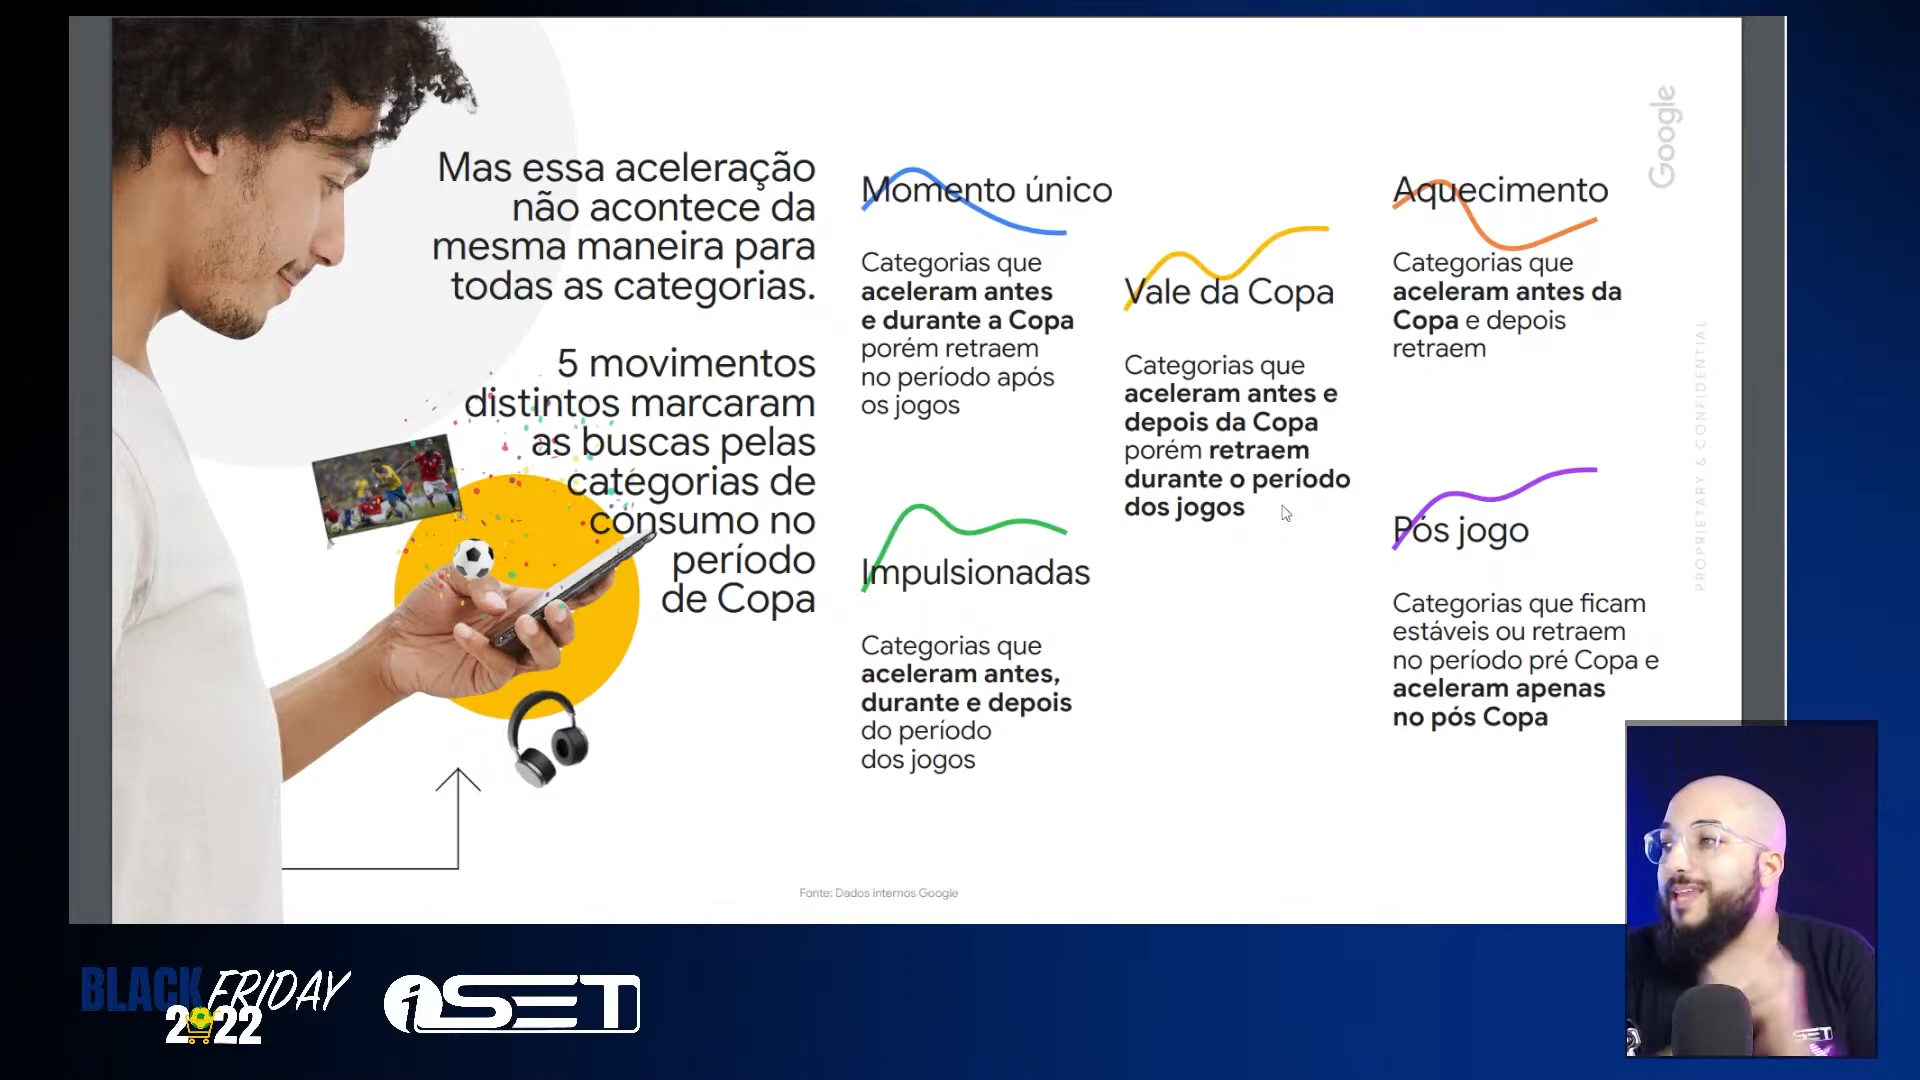 Mas essa aceleração
não acontece da
mesma maneira para
todas as categorias.
5 movimentos
distintos marcaram
as buscas pelas
categorias de
consumo no
período
de Copa
Momento único
Categorias que
aceleram antes
e durante a Copa
porém retraem
no período após
os jogos
Impulsionadas
Categorias que
aceleram antes,
durante e depois
do período
dos jogos
Vale da Copa
Categorias que
aceleram antes e
depois da Copa
porém retraem
durante o período
dos jogos
Aquecimento
Categorias que
aceleram antes da
Copa e depois
retraem
Pós jogo
Categorias que ficam
estáveis ou retraem
no período pré Copa e
aceleram apenas
no pós Copa
Google
PROPRIETARY & CONFIDENTIAL
Fonte: Dados internos Google
BLACK FRIDAY
2022
iSET
iSET